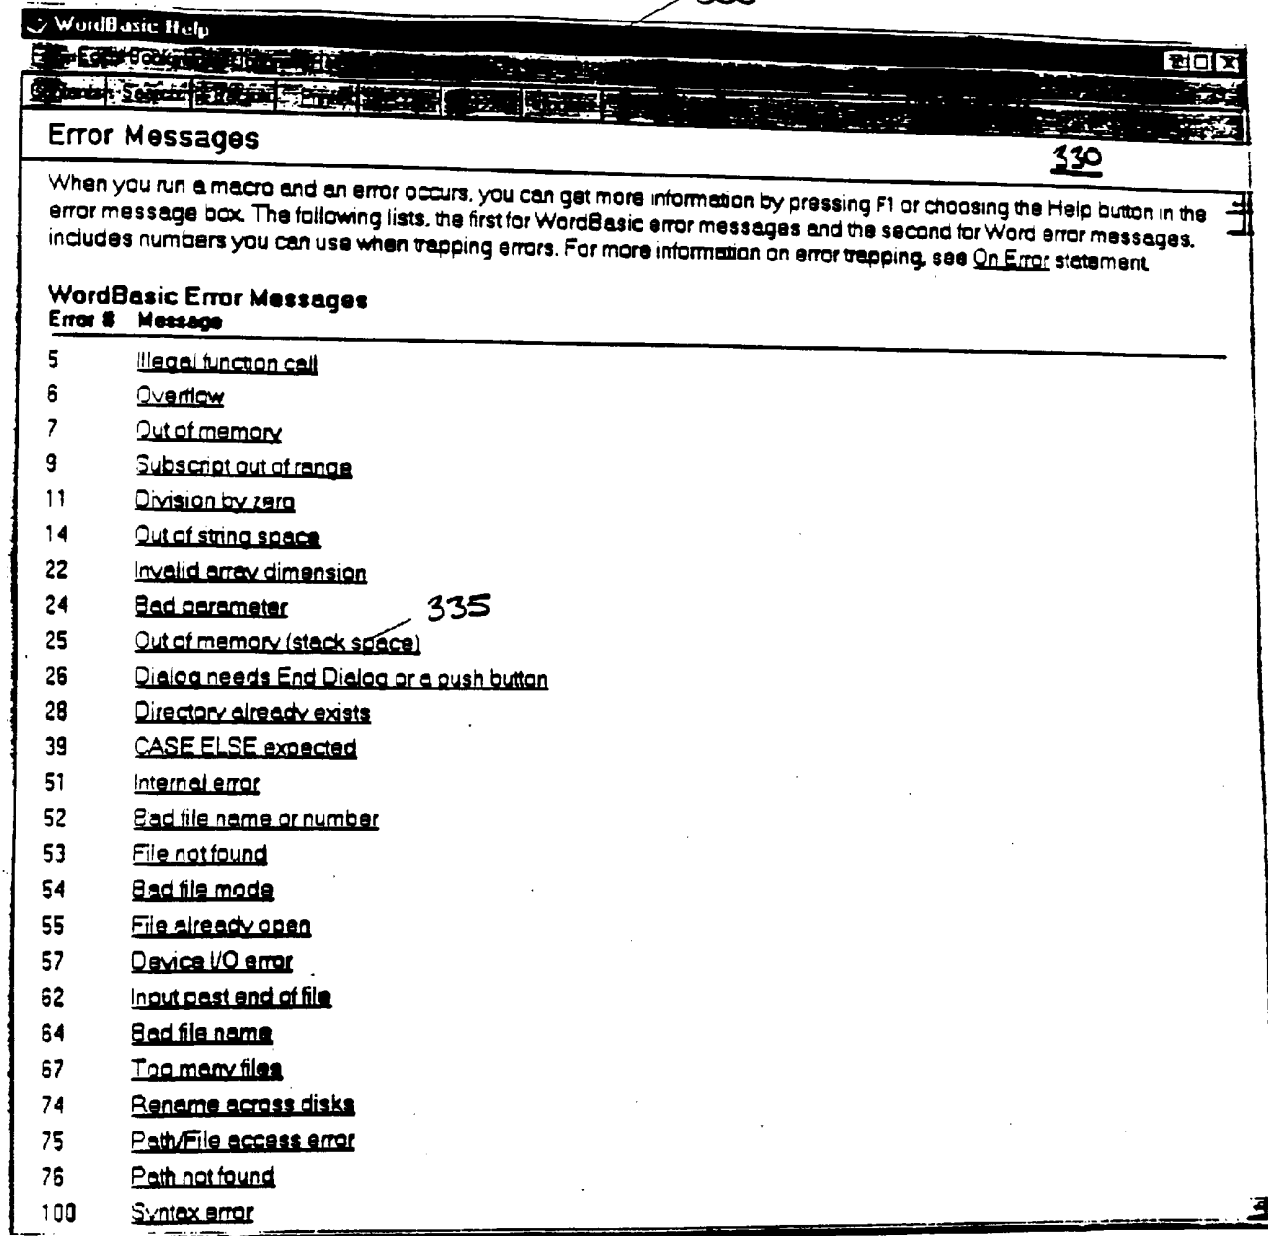 WordBasic Help
Error Messages
330
When you run a macro and an error occurs, you can get more information by pressing F1 or choosing the Help button in the
error message box. The following lists, the first for WordBasic error messages and the second for Word error messages,
includes numbers you can use when trapping errors. For more information on error trapping, see On Error statement.
WordBasic Error Messages
Error # Message
5 Illegal function call
6 Overflow
7 Out of memory
9 Subscript out of range
11 Division by zero
14 Out of string space
22 Invalid array dimension
24 Bad parameter
335
25 Out of memory (stack space)
26 Dialog needs End Dialog or a push button
28 Directory already exists
39 CASE ELSE expected
51 Internal error
52 Bad file name or number
53 File not found
54 Bad file mode
55 File already open
57 Device I/O error
62 Input past end of file
64 Bad file name
67 Too many files
74 Rename across disks
75 Path/File access error
76 Path not found
100 Syntax error